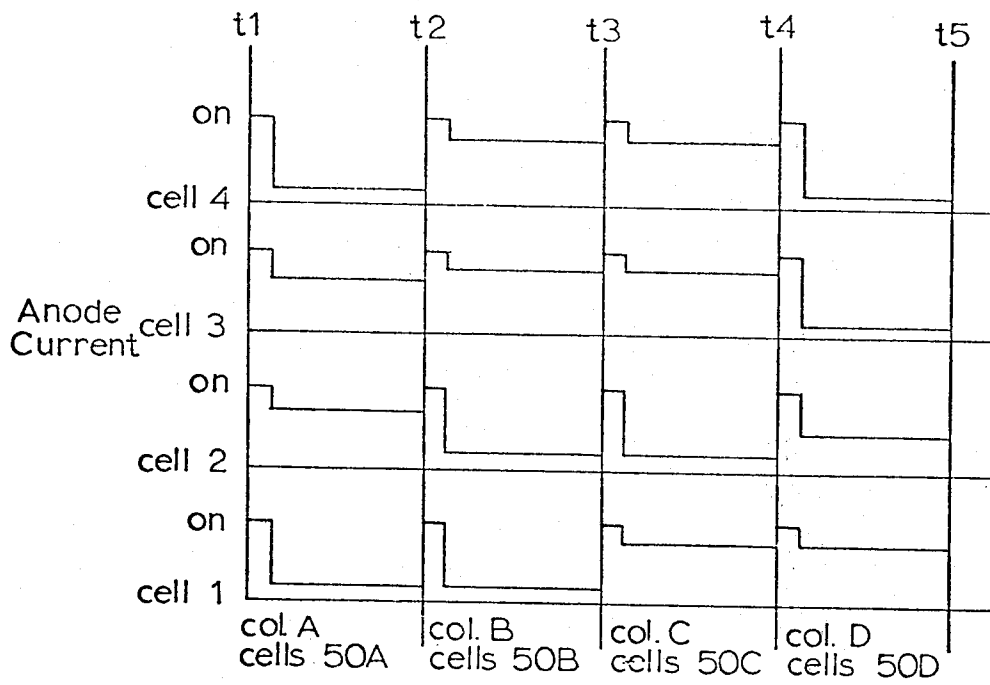 t1 t2 t3 t4 t5
on
cell 4
on
Anode
Current
cell 3
on
cell 2
on
cell 1
col. A
cells 50A
col. B
cells 50B
col. C
cells 50C
col. D
cells 50D